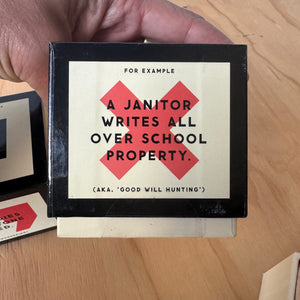 FOR EXAMPLE
A JANITOR
WRITES ALL
OVER SCHOOL
PROPERTY.
(AKA, 'GOOD WILL HUNTING')